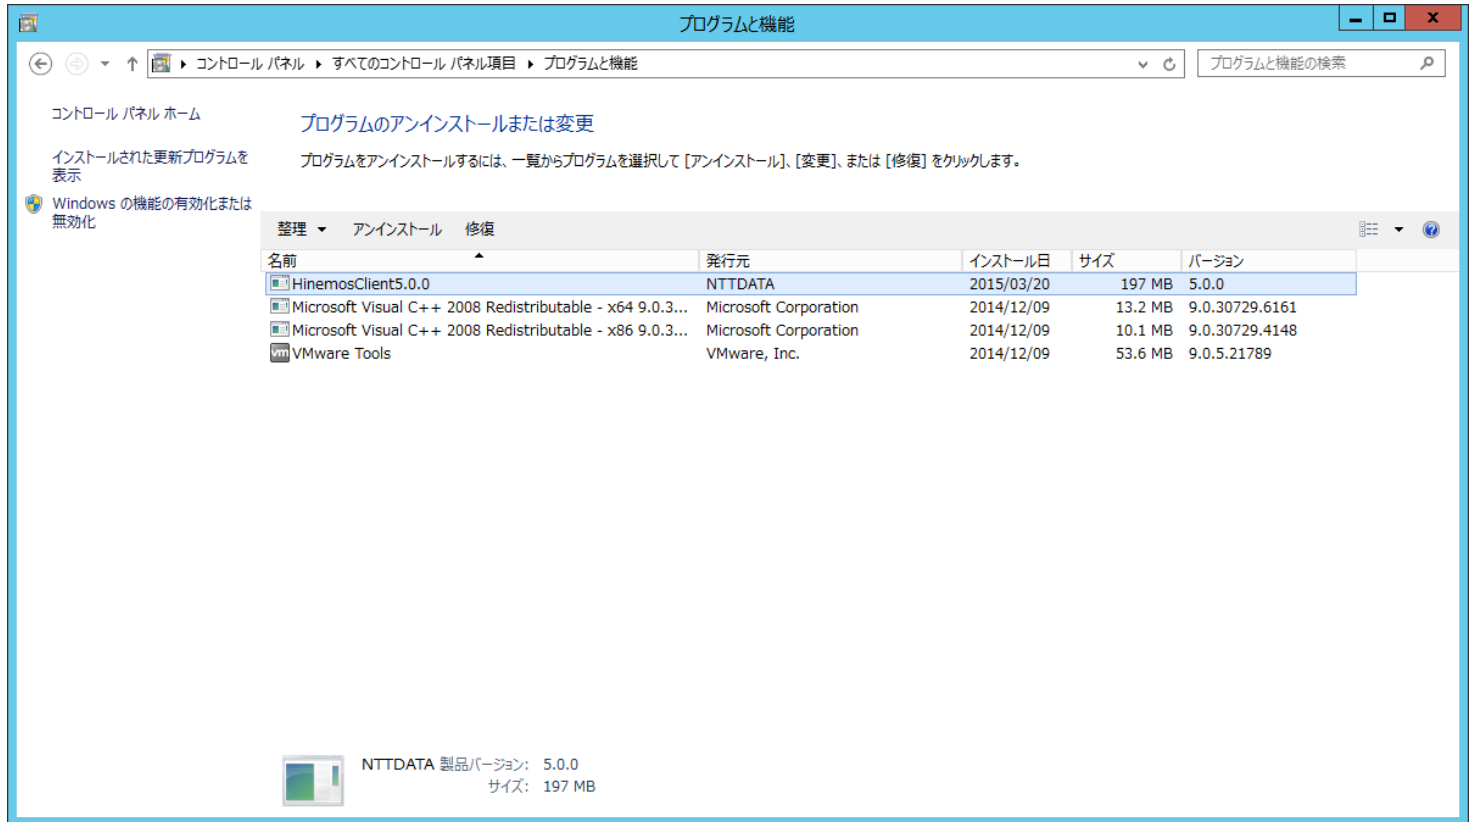 プログラムと機能
コントロール パネル ▸ すべてのコントロール パネル項目 ▸ プログラムと機能
プログラムと機能の検索
コントロール パネル ホーム
インストールされた更新プログラムを
表示
Windows の機能の有効化または
無効化
プログラムのアンインストールまたは変更
プログラムをアンインストールするには、一覧からプログラムを選択して [アンインストール]、[変更]、または [修復] をクリックします。
整理 アンインストール 修復
名前 発行元 インストール日 サイズ バージョン
HinemosClient5.0.0 NTTDATA 2015/03/20 197 MB 5.0.0
Microsoft Visual C++ 2008 Redistributable - x64 9.0.3... Microsoft Corporation 2014/12/09 13.2 MB 9.0.30729.6161
Microsoft Visual C++ 2008 Redistributable - x86 9.0.3... Microsoft Corporation 2014/12/09 10.1 MB 9.0.30729.4148
vm VMware Tools VMware, Inc. 2014/12/09 53.6 MB 9.0.5.21789
NTTDATA 製品バージョン: 5.0.0
サイズ: 197 MB